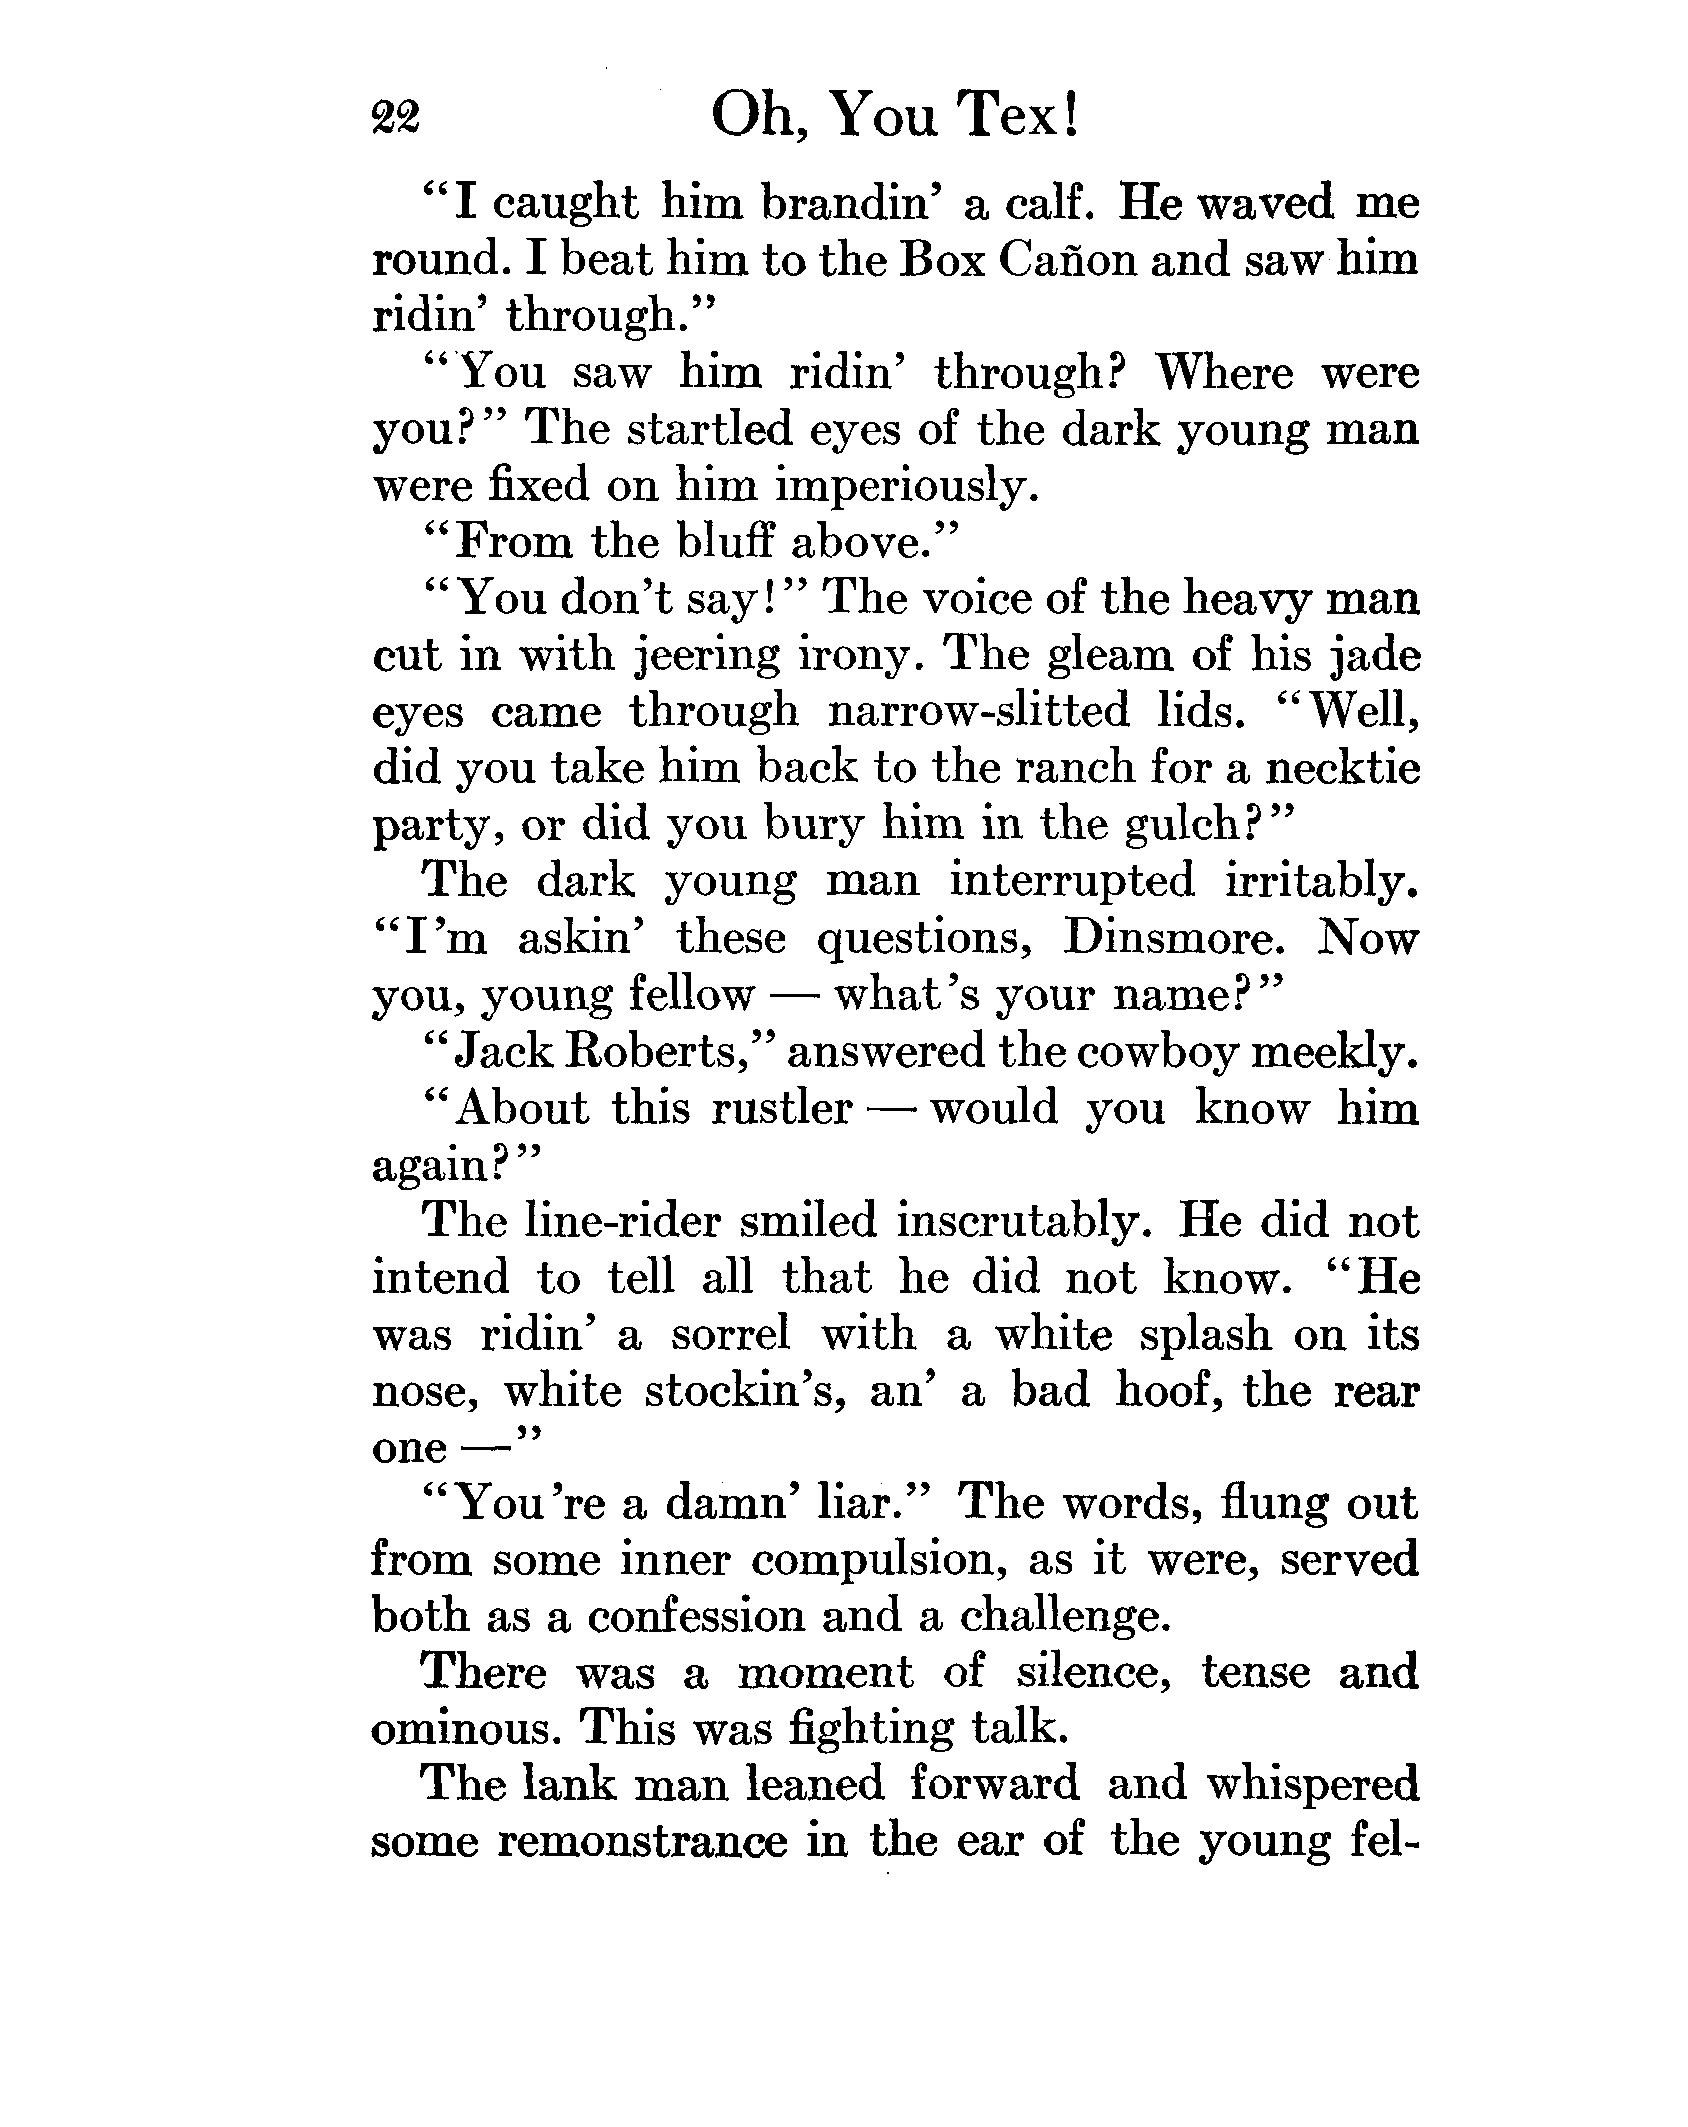 22 Oh, You Tex!
“I caught him brandin’ a calf. He waved me
round. I beat him to the Box Cañon and saw him
ridin’ through.”
“You saw him ridin’ through? Where were
you?” The startled eyes of the dark young man
were fixed on him imperiously.
“From the bluff above.”
“You don’t say!” The voice of the heavy man
cut in with jeering irony. The gleam of his jade
eyes came through narrow-slitted lids. “Well,
did you take him back to the ranch for a necktie
party, or did you bury him in the gulch?”
The dark young man interrupted irritably.
“I’m askin’ these questions, Dinsmore. Now
you, young fellow — what’s your name?”
“Jack Roberts,” answered the cowboy meekly.
“About this rustler — would you know him
again?”
The line-rider smiled inscrutably. He did not
intend to tell all that he did not know. “He
was ridin’ a sorrel with a white splash on its
nose, white stockin’s, an’ a bad hoof, the rear
one —”
“You’re a damn’ liar.” The words, flung out
from some inner compulsion, as it were, served
both as a confession and a challenge.
There was a moment of silence, tense and
ominous. This was fighting talk.
The lank man leaned forward and whispered
some remonstrance in the ear of the young fel-